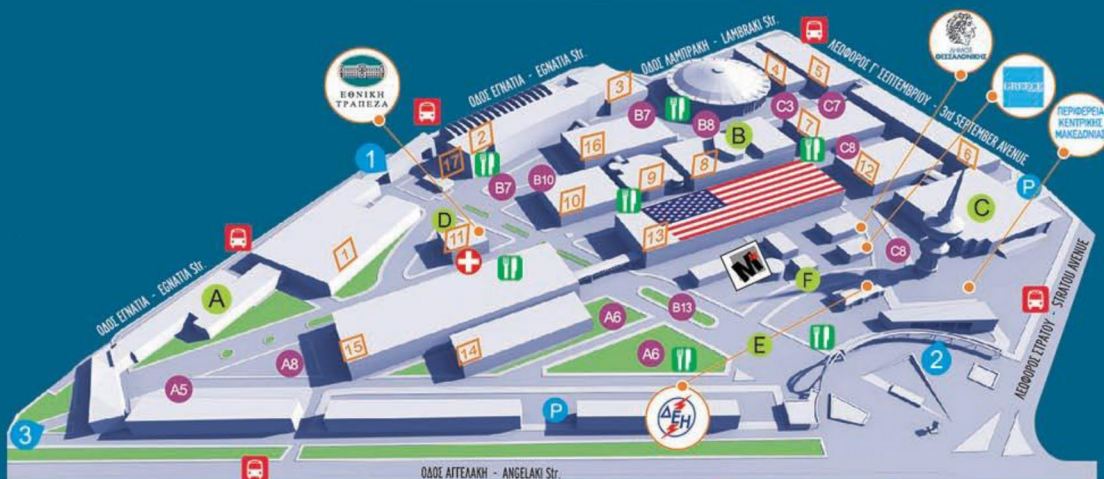 ΟΔΟΣ ΛΑΜΠΡΑΚΗ - LAMBRAKI Str.
ΛΕΩΦΟΡΟΣ Γ' ΣΕΠΤΕΜΒΡΙΟΥ - 3rd SEPTEMBER AVENUE
ΔΗΜΟΣ
ΘΕΣΣΑΛΟΝΙΚΗΣ
ΟΔΟΣ ΕΓΝΑΤΙΑ - EGNATIA Str.
ΕΘΝΙΚΗ
ΤΡΑΠΕΖΑ
GREECE
ΠΕΡΙΦΕΡΕΙΑ
ΚΕΝΤΡΙΚΗΣ
ΜΑΚΕΔΟΝΙΑΣ
3
4
5
B7
B8
C3
C7
B
7
2
17
1
16
C8
12
6
8
9
B7
B10
10
P
C
D
11
13
C8
1
M
F
A
ΟΔΟΣ ΕΓΝΑΤΙΑ - EGNATIA Str.
B13
A6
15
14
A8
A6
E
2
ΛΕΩΦΟΡΟΣ ΣΤΡΑΤΟΥ - STRATOU AVENUE
A5
P
ΔΕΗ
3
ΟΔΟΣ ΑΓΓΕΛΑΚΗ - ANGELAKI Str.